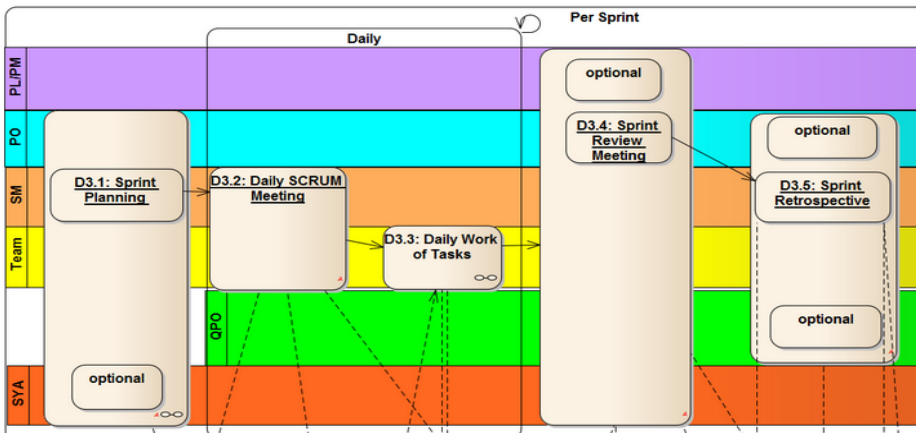 Per Sprint
Daily
PL/PM
optional
PO
D3.4: Sprint
Review
Meeting
optional
SM
D3.1: Sprint
Planning
D3.2: Daily SCRUM
Meeting
D3.5: Sprint
Retrospective
Team
D3.3: Daily Work
of Tasks
QPO
optional
SYA
optional